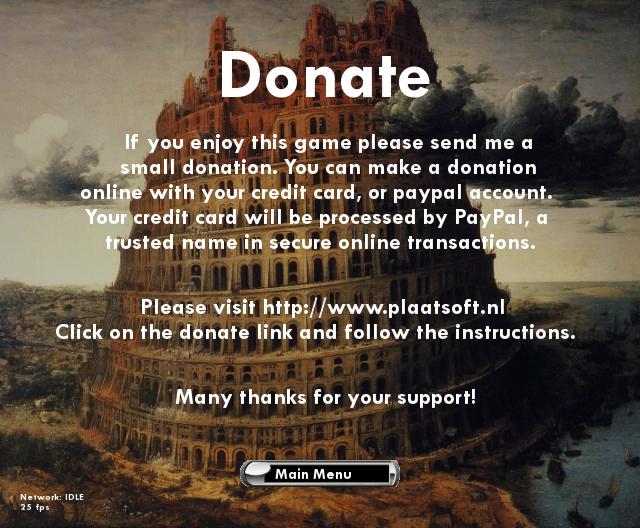 Donate
If you enjoy this game please send me a
small donation. You can make a donation
online with your credit card, or paypal account.
Your credit card will be processed by PayPal, a
trusted name in secure online transactions.
Please visit http://www.plaatsoft.nl
Click on the donate link and follow the instructions.
Many thanks for your support!
Main Menu
Network: IDLE
25 fps